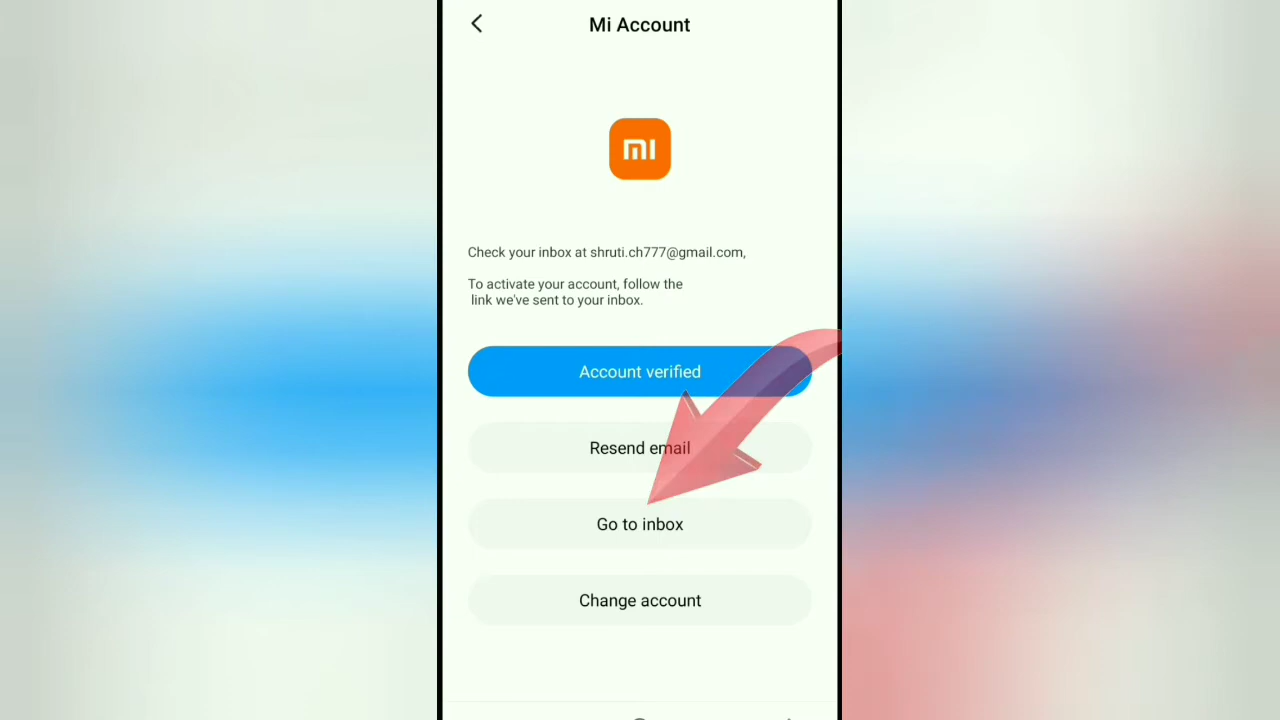 Mi Account
mi
Check your inbox at shruti.ch777@gmail.com,
To activate your account, follow the
link we've sent to your inbox.
Account verified
Resend email
Go to inbox
Change account